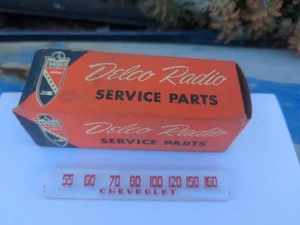 Delco Radio
SERVICE PARTS
Delco Radio
SERVICE PARTS
55 60 70 80 100 120 150 160
CHEVROLET